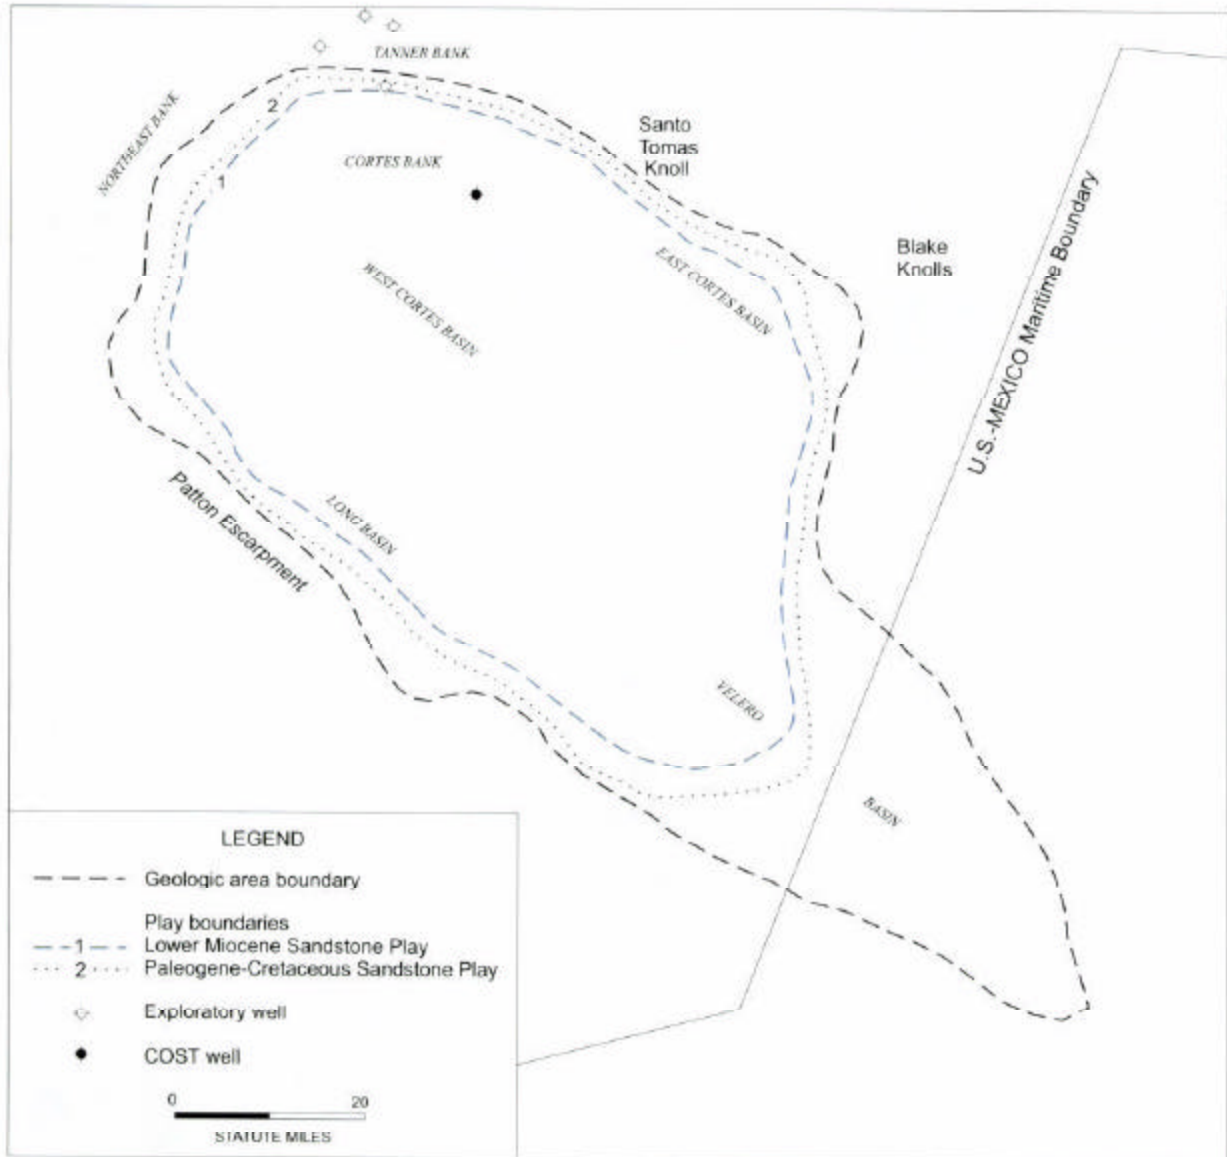 TANNER BANK
NORTHEAST BANK
2
1
CORTES BANK
Santo
Tomas
Knoll
Blake
Knolls
WEST CORTES BASIN
EAST CORTES BASIN
U.S.-MEXICO Maritime Boundary
Patton Escarpment
LONG BASIN
VELERO
BASIN
LEGEND
Geologic area boundary
Play boundaries
1 Lower Miocene Sandstone Play
2 Paleogene-Cretaceous Sandstone Play
Exploratory well
COST well
0 20
STATUTE MILES